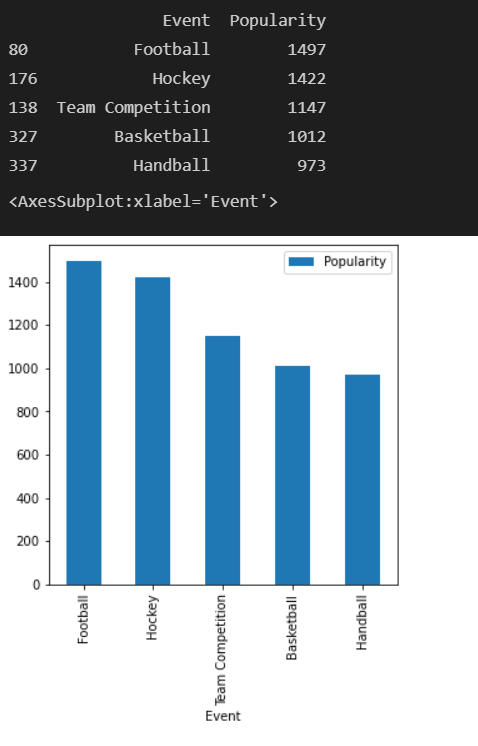 Event Popularity
80 Football 1497
176 Hockey 1422
138 Team Competition 1147
327 Basketball 1012
337 Handball 973
<AxesSubplot:xlabel='Event'>
Popularity
1400
1200
1000
800
600
400
200
0
Football
Hockey
Team Competition
Basketball
Handball
Event